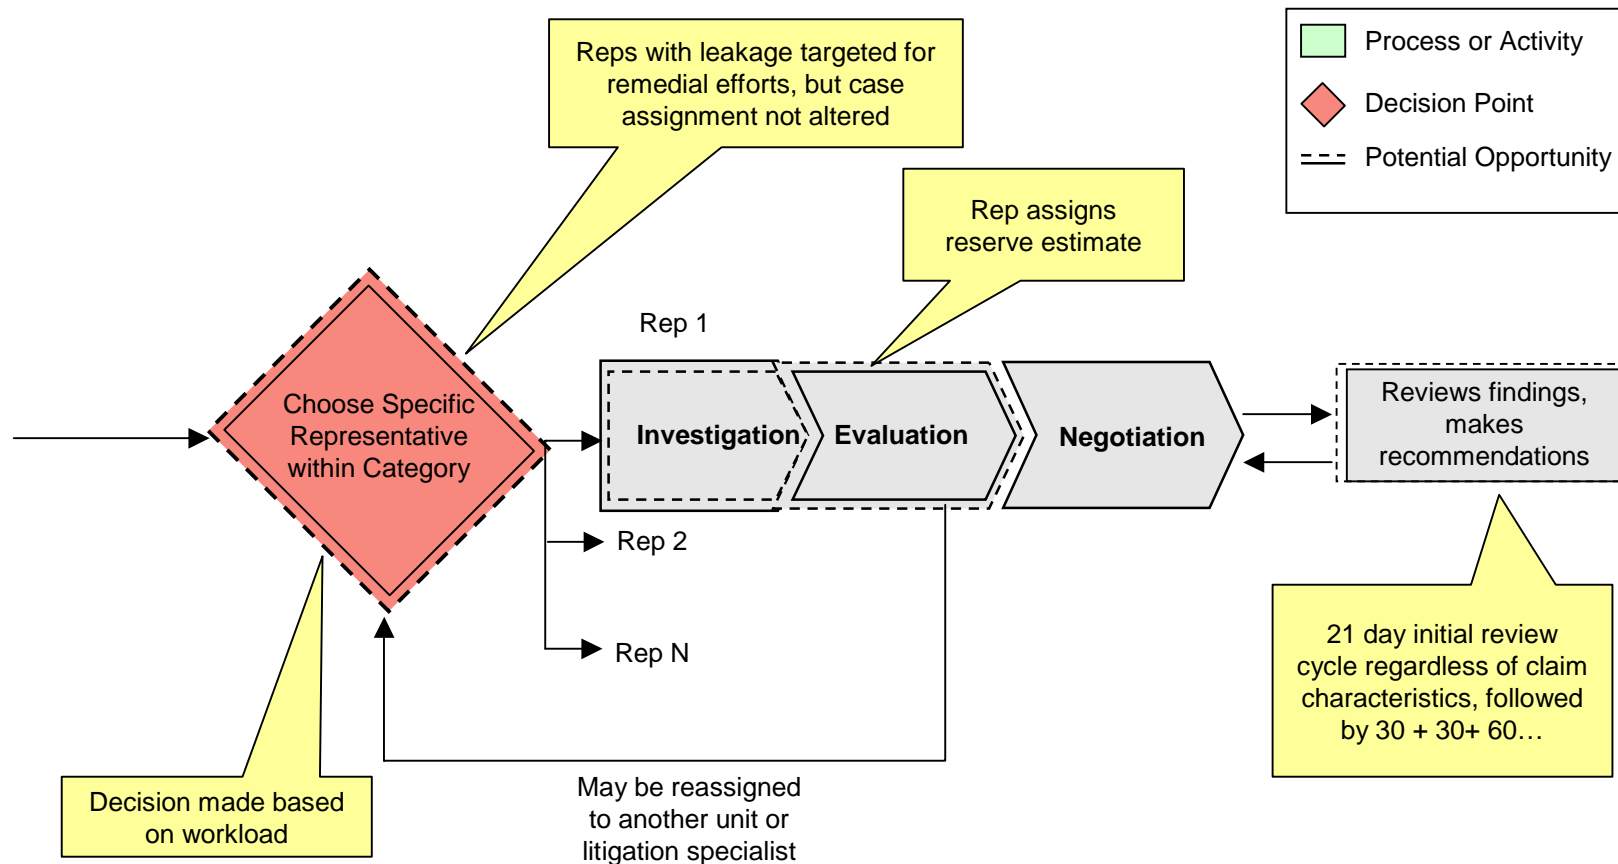 Reps with leakage targeted for
remedial efforts, but case
assignment not altered
Process or Activity
Decision Point
Potential Opportunity
Rep assigns
reserve estimate
Rep 1
Choose Specific
Representative
within Category
Investigation
Evaluation
Negotiation
Reviews findings,
makes
recommendations
Rep 2
Rep N
21 day initial review
cycle regardless of claim
characteristics, followed
by 30 + 30+ 60…
Decision made based
on workload
May be reassigned
to another unit or
litigation specialist